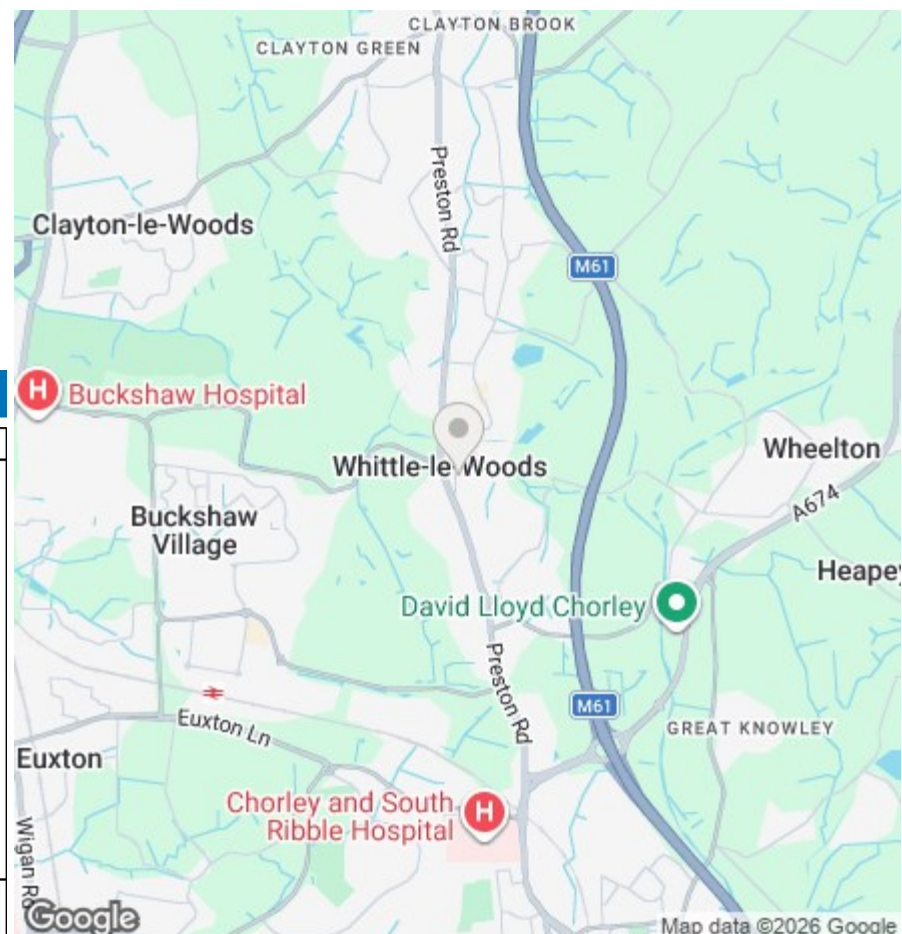 CLAYTON BROOK
CLAYTON GREEN
Preston Rd
Clayton-le-Woods
M61
H Buckshaw Hospital
Wheelton
Whittle-le-Woods
A674
Buckshaw
Village
Heapey
David Lloyd Chorley
Preston Rd
M61
Euxton Ln
GREAT KNOWLEY
Euxton
Chorley and South
Ribble Hospital
H
Wigan Rd
Google
Map data ©2026 Google